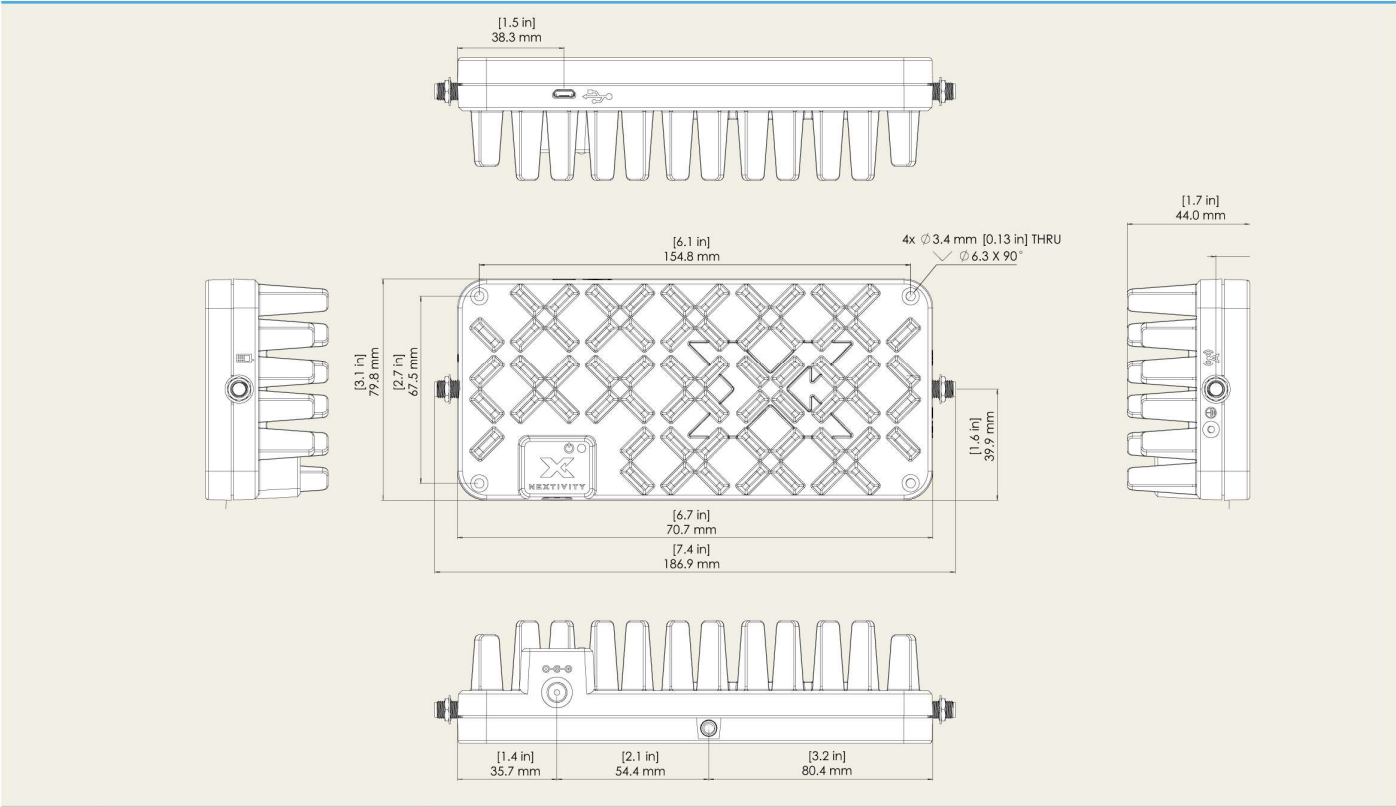 [1.5 in]
38.3 mm
[1.7 in]
44.0 mm
[6.1 in]
154.8 mm
4x ∅3.4 mm [0.13 in] THRU
∅6.3 X 90°
[3.1 in]
79.8 mm
[2.7 in]
67.5 mm
[1.6 in]
39.9 mm
NEXTIVITY
[6.7 in]
70.7 mm
[7.4 in]
186.9 mm
[1.4 in]
35.7 mm
[2.1 in]
54.4 mm
[3.2 in]
80.4 mm